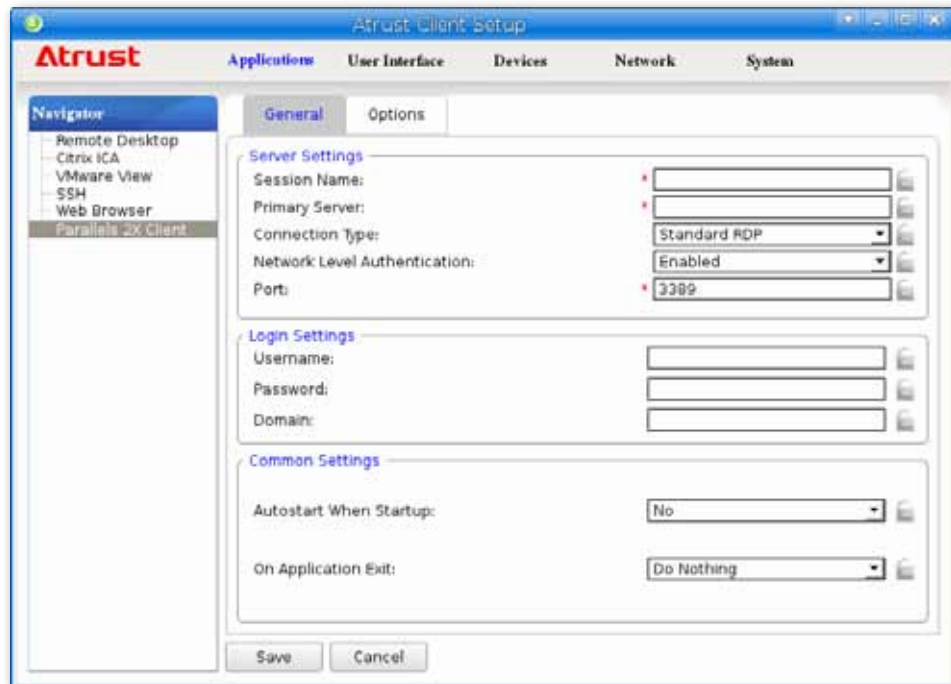 Atrust Client Setup
Atrust
Applications User Interface Devices Network System
Navigator
Remote Desktop
Citrix ICA
VMware View
SSH
Web Browser
Parallels 2X Client
General Options
Server Settings
Session Name: *
Primary Server: *
Connection Type: Standard RDP
Network Level Authentication: Enabled
Port: * 3389
Login Settings
Username:
Password:
Domain:
Common Settings
Autostart When Startup: No
On Application Exit: Do Nothing
Save Cancel